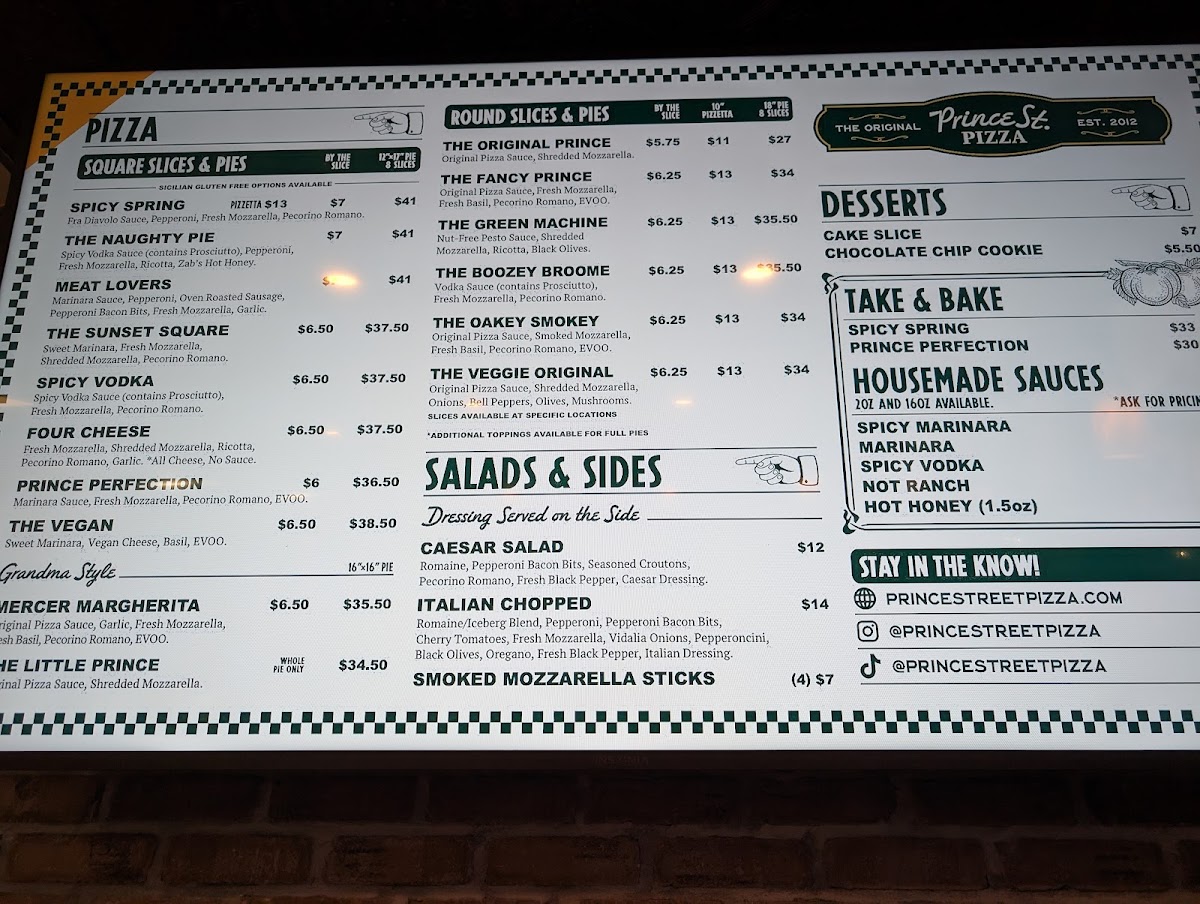 PIZZA
SQUARE SLICES & PIES BY THE SLICE 12"x17" PIE 8 SLICES
SICILIAN GLUTEN FREE OPTIONS AVAILABLE
SPICY SPRING PIZZETTA $13 $7 $41
Fra Diavolo Sauce, Pepperoni, Fresh Mozzarella, Pecorino Romano.
THE NAUGHTY PIE $7 $41
Spicy Vodka Sauce (contains Prosciutto), Pepperoni,
Fresh Mozzarella, Ricotta, Zab's Hot Honey.
MEAT LOVERS $41
Marinara Sauce, Pepperoni, Oven Roasted Sausage,
Pepperoni Bacon Bits, Fresh Mozzarella, Garlic.
THE SUNSET SQUARE $6.50 $37.50
Sweet Marinara, Fresh Mozzarella,
Shredded Mozzarella, Pecorino Romano.
SPICY VODKA $6.50 $37.50
Spicy Vodka Sauce (contains Prosciutto),
Fresh Mozzarella, Pecorino Romano.
FOUR CHEESE $6.50 $37.50
Fresh Mozzarella, Shredded Mozzarella, Ricotta,
Pecorino Romano, Garlic. *All Cheese, No Sauce.
PRINCE PERFECTION $6 $36.50
Marinara Sauce, Fresh Mozzarella, Pecorino Romano, EVOO.
THE VEGAN $6.50 $38.50
Sweet Marinara, Vegan Cheese, Basil, EVOO.
Grandma Style 16"x16" PIE
MERCER MARGHERITA $6.50 $35.50
riginal Pizza Sauce, Garlic, Fresh Mozzarella,
esh Basil, Pecorino Romano, EVOO.
HE LITTLE PRINCE WHOLE PIE ONLY $34.50
inal Pizza Sauce, Shredded Mozzarella.
ROUND SLICES & PIES BY THE SLICE 10" PIZZETTA 18" PIE 8 SLICES
THE ORIGINAL PRINCE $5.75 $11 $27
Original Pizza Sauce, Shredded Mozzarella.
THE FANCY PRINCE $6.25 $13 $34
Original Pizza Sauce, Fresh Mozzarella,
Fresh Basil, Pecorino Romano, EVOO.
THE GREEN MACHINE $6.25 $13 $35.50
Nut-Free Pesto Sauce, Shredded
Mozzarella, Ricotta, Black Olives.
THE BOOZEY BROOME $6.25 $13 $35.50
Vodka Sauce (contains Prosciutto),
Fresh Mozzarella, Pecorino Romano.
THE OAKEY SMOKEY $6.25 $13 $34
Original Pizza Sauce, Smoked Mozzarella,
Fresh Basil, Pecorino Romano, EVOO.
THE VEGGIE ORIGINAL $6.25 $13 $34
Original Pizza Sauce, Shredded Mozzarella,
Onions, Bell Peppers, Olives, Mushrooms.
SLICES AVAILABLE AT SPECIFIC LOCATIONS
*ADDITIONAL TOPPINGS AVAILABLE FOR FULL PIES
SALADS & SIDES
Dressing Served on the Side
CAESAR SALAD $12
Romaine, Pepperoni Bacon Bits, Seasoned Croutons,
Pecorino Romano, Fresh Black Pepper, Caesar Dressing.
ITALIAN CHOPPED $14
Romaine/Iceberg Blend, Pepperoni, Pepperoni Bacon Bits,
Cherry Tomatoes, Fresh Mozzarella, Vidalia Onions, Pepperoncini,
Black Olives, Oregano, Fresh Black Pepper, Italian Dressing.
SMOKED MOZZARELLA STICKS (4) $7
THE ORIGINAL Prince St. PIZZA EST. 2012
DESSERTS
CAKE SLICE $7
CHOCOLATE CHIP COOKIE $5.50
TAKE & BAKE
SPICY SPRING $33
PRINCE PERFECTION $30
HOUSEMADE SAUCES
2OZ AND 16OZ AVAILABLE. *ASK FOR PRICIN
SPICY MARINARA
MARINARA
SPICY VODKA
NOT RANCH
HOT HONEY (1.5oz)
STAY IN THE KNOW!
PRINCESTREETPIZZA.COM
@PRINCESTREETPIZZA
@PRINCESTREETPIZZA
INSIGNIA